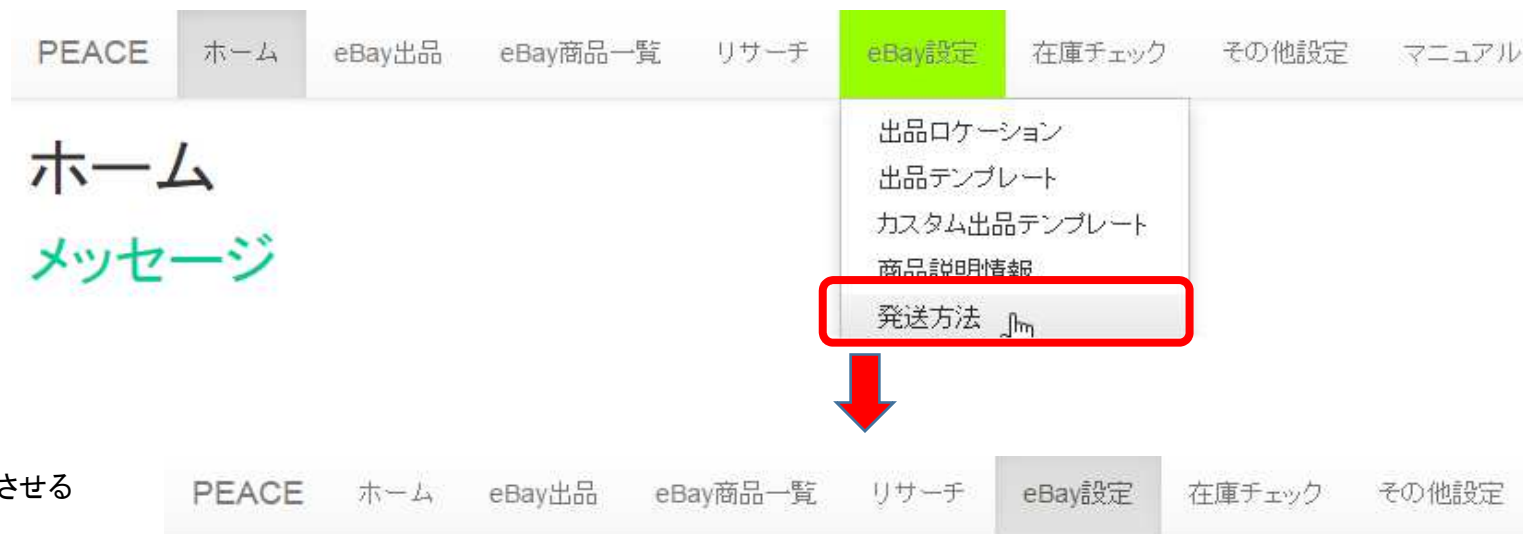 PEACE ホーム eBay出品 eBay商品一覧 リサーチ eBay設定 在庫チェック その他設定 マニュアル
出品ロケーション
ホーム
出品テンプレート
カスタム出品テンプレート
メッセージ
商品説明情報
発送方法
させる
PEACE ホーム eBay出品 eBay商品一覧 リサーチ eBay設定 在庫チェック その他設定